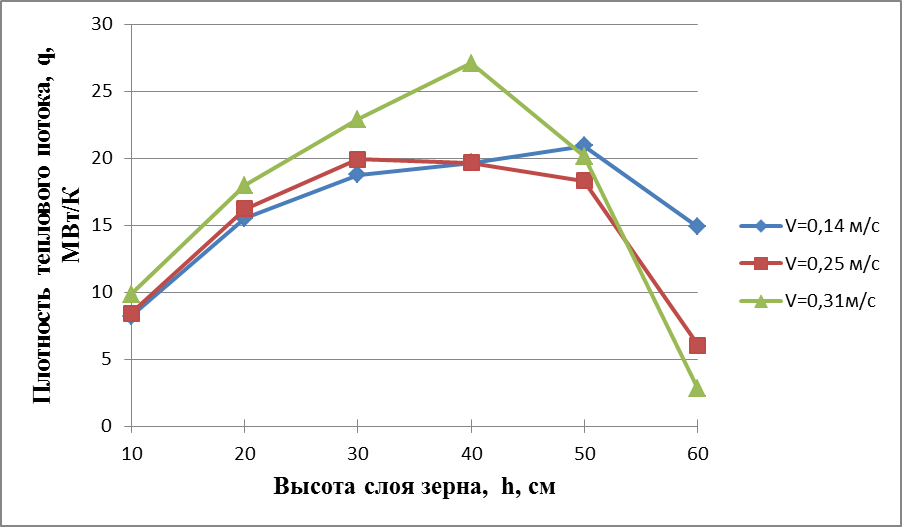 30
25
20
15
10
5
0
Плотность теплового потока, q,
МВт/К
10 20 30 40 50 60
Высота слоя зерна, h, см
V=0,14 м/с
V=0,25 м/с
V=0,31м/с